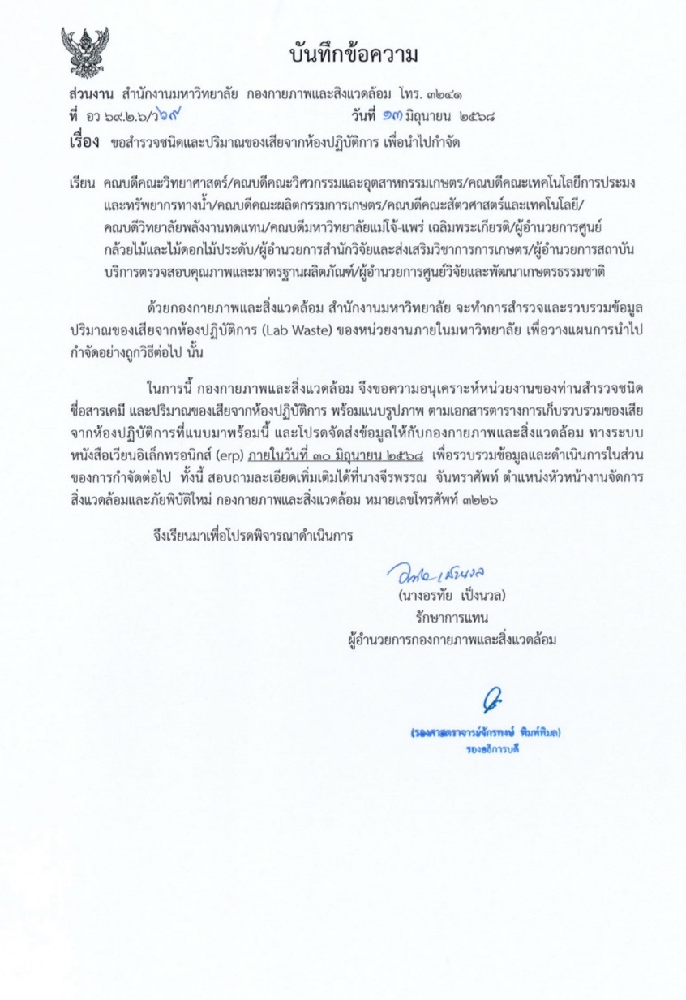 บันทึกข้อความ
ส่วนงาน สำนักงานมหาวิทยาลัย กองกายภาพและสิ่งแวดล้อม โทร. ๓๒๔๑
ที่ อว ๖๙.๒.๖/ว๖๙ วันที่ ๑๓ มิถุนายน ๒๕๖๘
เรื่อง ขอสำรวจชนิดและปริมาณของเสียจากห้องปฏิบัติการ เพื่อนำไปกำจัด
เรียน คณบดีคณะวิทยาศาสตร์/คณบดีคณะวิศวกรรมและอุตสาหกรรมเกษตร/คณบดีคณะเทคโนโลยีการประมง
และทรัพยากรทางน้ำ/คณบดีคณะผลิตกรรมการเกษตร/คณบดีคณะสัตวศาสตร์และเทคโนโลยี/
คณบดีวิทยาลัยพลังงานทดแทน/คณบดีมหาวิทยาลัยแม่โจ้-แพร่ เฉลิมพระเกียรติ/ผู้อำนวยการศูนย์
กล้วยไม้และไม้ดอกไม้ประดับ/ผู้อำนวยการสำนักวิจัยและส่งเสริมวิชาการการเกษตร/ผู้อำนวยการสถาบัน
บริการตรวจสอบคุณภาพและมาตรฐานผลิตภัณฑ์/ผู้อำนวยการศูนย์วิจัยและพัฒนาเกษตรธรรมชาติ
ด้วยกองกายภาพและสิ่งแวดล้อม สำนักงานมหาวิทยาลัย จะทำการสำรวจและรวบรวมข้อมูล
ปริมาณของเสียจากห้องปฏิบัติการ (Lab Waste) ของหน่วยงานภายในมหาวิทยาลัย เพื่อวางแผนการนำไป
กำจัดอย่างถูกวิธีต่อไป นั้น
ในการนี้ กองกายภาพและสิ่งแวดล้อม จึงขอความอนุเคราะห์หน่วยงานของท่านสำรวจชนิด
ชื่อสารเคมี และปริมาณของเสียจากห้องปฏิบัติการ พร้อมแนบรูปภาพ ตามเอกสารตารางการเก็บรวบรวมของเสีย
จากห้องปฏิบัติการที่แนบมาพร้อมนี้ และโปรดจัดส่งข้อมูลให้กับกองกายภาพและสิ่งแวดล้อม ทางระบบ
หนังสือเวียนอิเล็กทรอนิกส์ (erp) ภายในวันที่ ๓๐ มิถุนายน ๒๕๖๘ เพื่อรวบรวมข้อมูลและดำเนินการในส่วน
ของการกำจัดต่อไป ทั้งนี้ สอบถามละเอียดเพิ่มเติมได้ที่นางจีรพรรณ จันทราศัพท์ ตำแหน่งหัวหน้างานจัดการ
สิ่งแวดล้อมและภัยพิบัติใหม่ กองกายภาพและสิ่งแวดล้อม หมายเลขโทรศัพท์ ๓๒๒๖
จึงเรียนมาเพื่อโปรดพิจารณาดำเนินการ
(นางอรทัย เป็งนวล)
รักษาการแทน
ผู้อำนวยการกองกายภาพและสิ่งแวดล้อม
(รองศาสตราจารย์จักรพงษ์ พิมพ์พิมล)
รองอธิการบดี